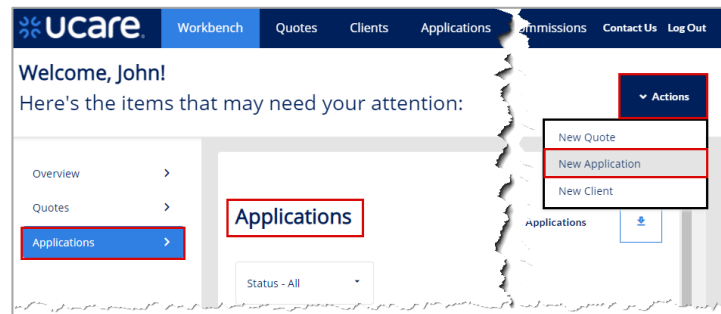 ucare.
Workbench Quotes Clients Applications ommissions Contact Us Log Out
Welcome, John!
Here's the items that may need your attention:
Actions
New Quote
New Application
New Client
Overview
Quotes
Applications
Applications
Applications
Status - All